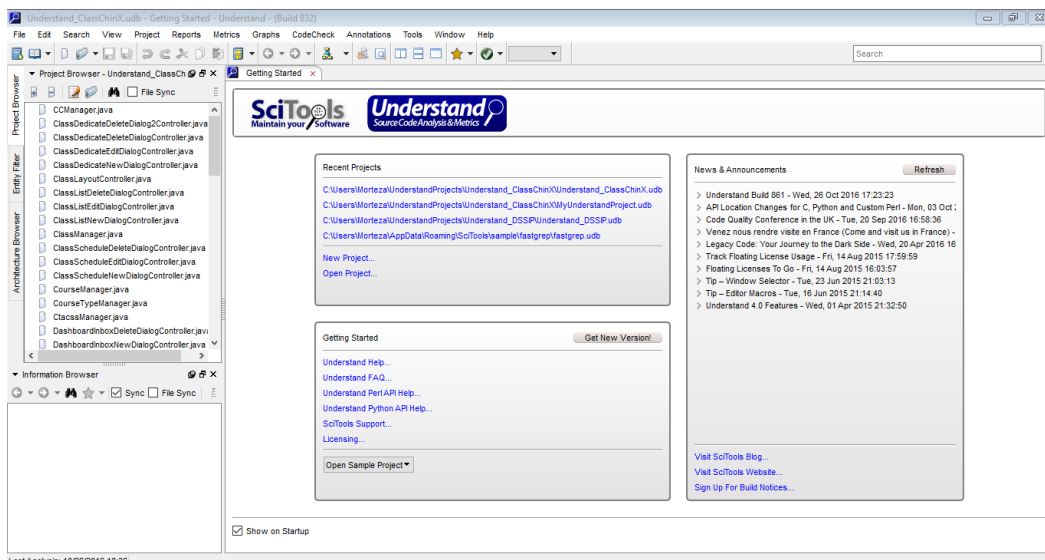 Understand_ClassChinX.udb - Getting Started - Understand - (Build 832)
File Edit Search View Project Reports Metrics Graphs CodeCheck Annotations Tools Window Help
Search
Project Browser - Understand_ClassCh
Getting Started
File Sync
Project Browser
Entity Filter
Architecture Browser
CCManager.java
ClassDedicateDeleteDialog2Controller.java
ClassDedicateDeleteDialogController.java
ClassDedicateEditDialogController.java
ClassDedicateNewDialogController.java
ClassLayoutController.java
ClassListDeleteDialogController.java
ClassListEditDialogController.java
ClassListNewDialogController.java
ClassManager.java
ClassScheduleDeleteDialogController.java
ClassScheduleEditDialogController.java
ClassScheduleNewDialogController.java
CourseManager.java
CourseTypeManager.java
CtacssManager.java
DashboardInboxDeleteDialogController.java
DashboardInboxNewDialogController.java
Information Browser
Sync File Sync
SciTools
Maintain your Software
Understand
Source Code Analysis & Metrics
Recent Projects
C:\Users\Morteza\UnderstandProjects\Understand_ClassChinX\Understand_ClassChinX.udb
C:\Users\Morteza\UnderstandProjects\Understand_ClassChinX\MyUnderstandProject.udb
C:\Users\Morteza\UnderstandProjects\Understand_DSSIP\Understand_DSSIP.udb
C:\Users\Morteza\AppData\Roaming\SciTools\sample\fastgrep\fastgrep.udb
New Project...
Open Project...
Getting Started
Get New Version!
Understand Help...
Understand FAQ...
Understand Perl API Help...
Understand Python API Help...
SciTools Support...
Licensing...
Open Sample Project
News & Announcements
Refresh
Understand Build 861 - Wed, 26 Oct 2016 17:23:23
API Location Changes for C, Python and Custom Perl - Mon, 03 Oct 2
Code Quality Conference in the UK - Tue, 20 Sep 2016 16:58:36
Venez nous rendre visite en France (Come and visit us in France) -
Legacy Code: Your Journey to the Dark Side - Wed, 20 Apr 2016 16
Track Floating License Usage - Fri, 14 Aug 2015 17:59:59
Floating Licenses To Go - Fri, 14 Aug 2015 16:03:57
Tip – Window Selector - Tue, 23 Jun 2015 21:03:13
Tip – Editor Macros - Tue, 16 Jun 2015 21:14:40
Understand 4.0 Features - Wed, 01 Apr 2015 21:32:50
Visit SciTools Blog...
Visit SciTools Website...
Sign Up For Build Notices...
Show on Startup